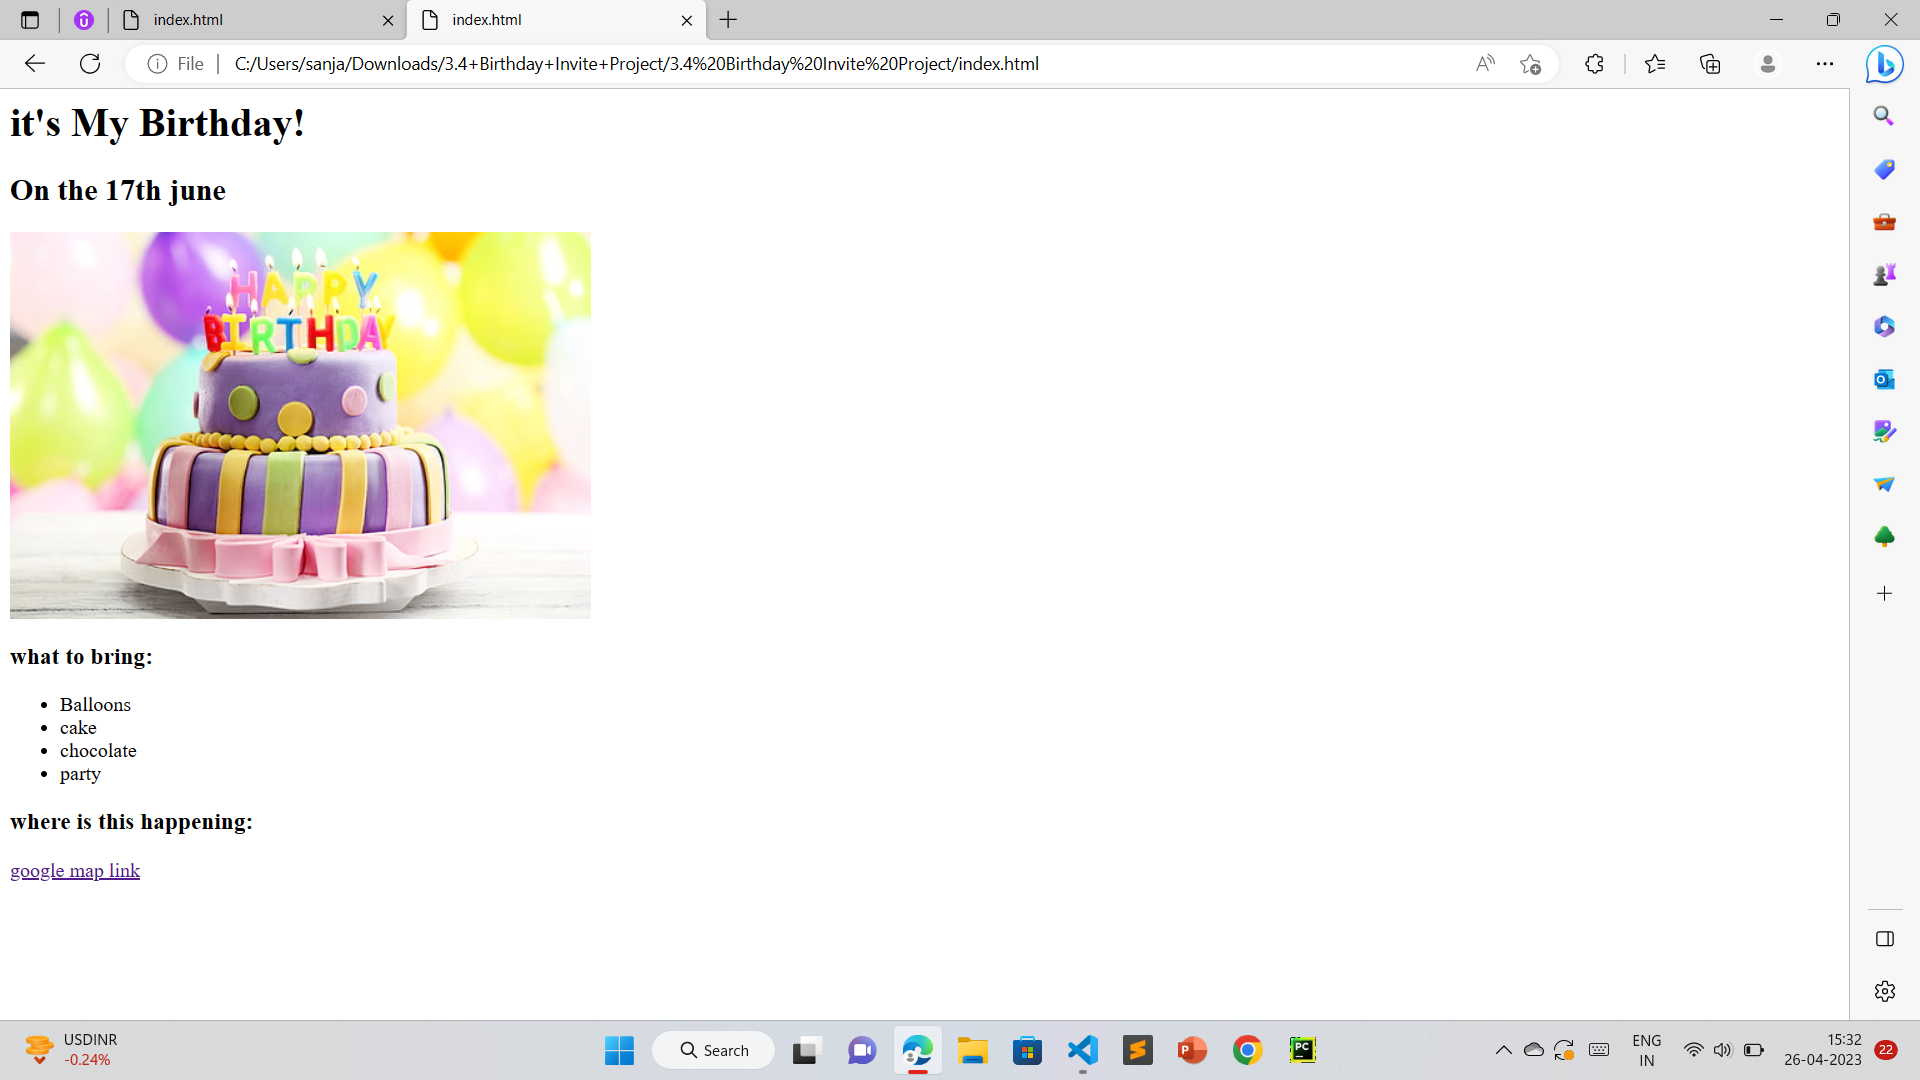 index.html
index.html
File
C:/Users/sanja/Downloads/3.4+Birthday+Invite+Project/3.4%20Birthday%20Invite%20Project/index.html
it's My Birthday!
On the 17th june
HAPPY
BIRTHDAY
what to bring:
Balloons
cake
chocolate
party
where is this happening:
google map link
USDINR
-0.24%
Search
ENG
IN
15:32
26-04-2023
22